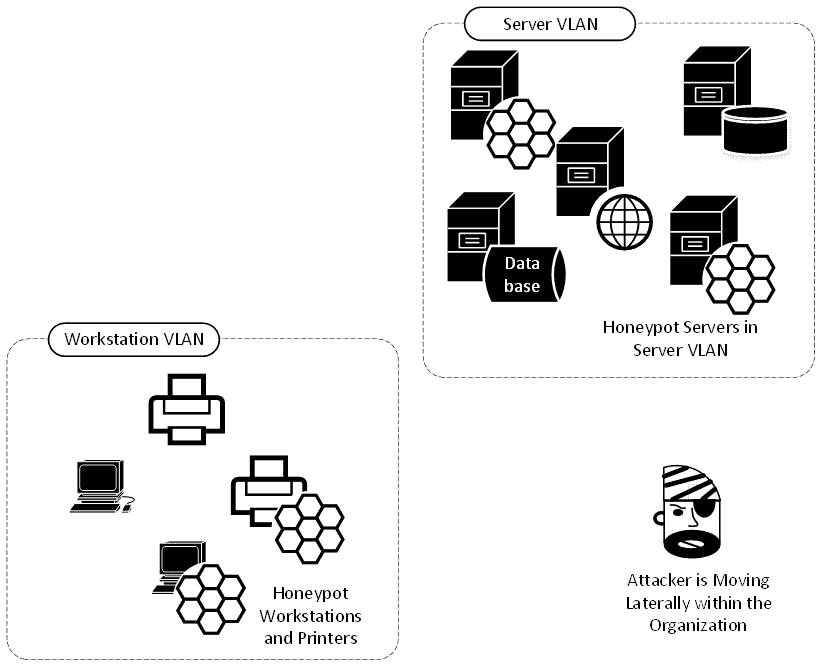 Server VLAN
Data
base
Honeypot Servers in
Server VLAN
Workstation VLAN
Honeypot
Workstations
and Printers
Attacker is Moving
Laterally within the
Organization